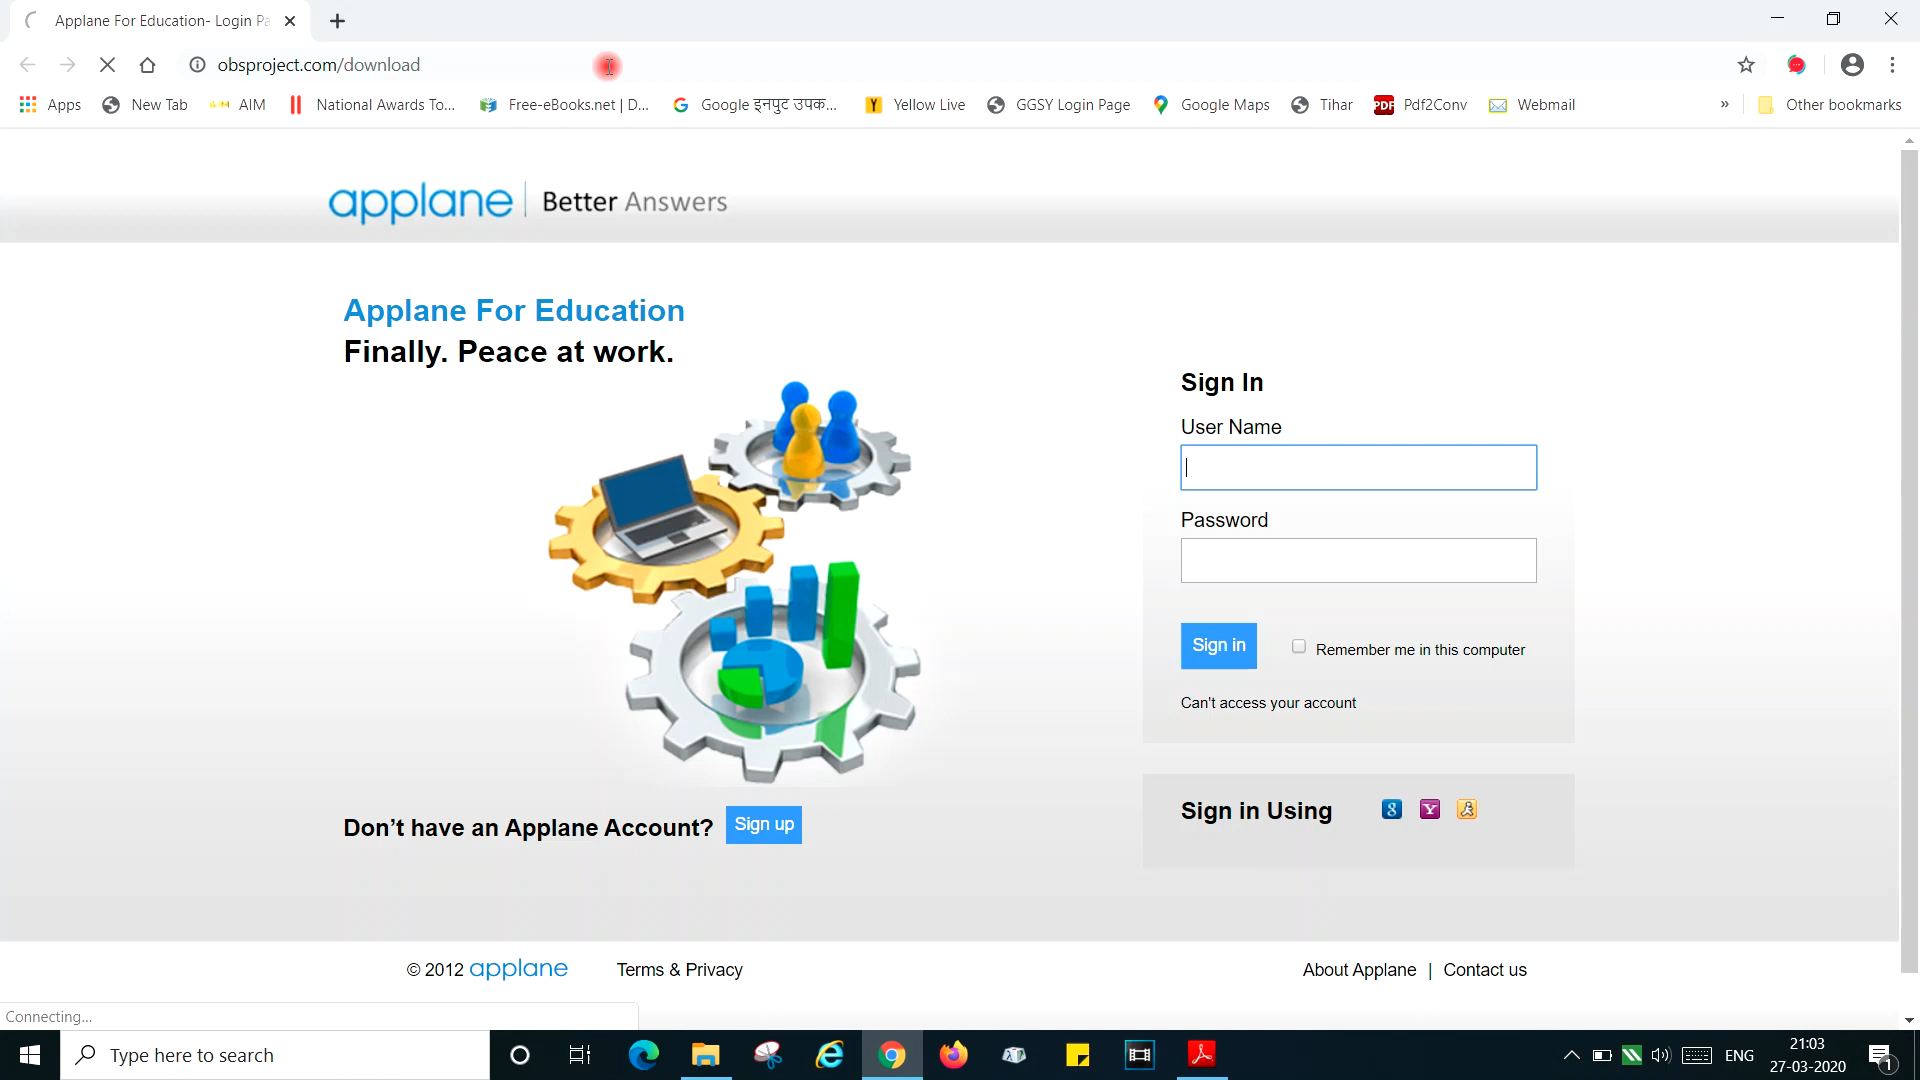 Applane For Education- Login Pa
obsproject.com/download
Apps
New Tab
AIM
National Awards To...
Free-eBooks.net | D...
Google इनपुट उपक...
Yellow Live
GGSY Login Page
Google Maps
Tihar
PDF Pdf2Conv
Webmail
»
Other bookmarks
applane | Better Answers
Applane For Education
Finally. Peace at work.
Sign In
User Name
Password
Sign in
Remember me in this computer
Can't access your account
Sign in Using
Don’t have an Applane Account?
Sign up
© 2012 applane
Terms & Privacy
About Applane | Contact us
Connecting...
Type here to search
ENG
21:03
27-03-2020
1